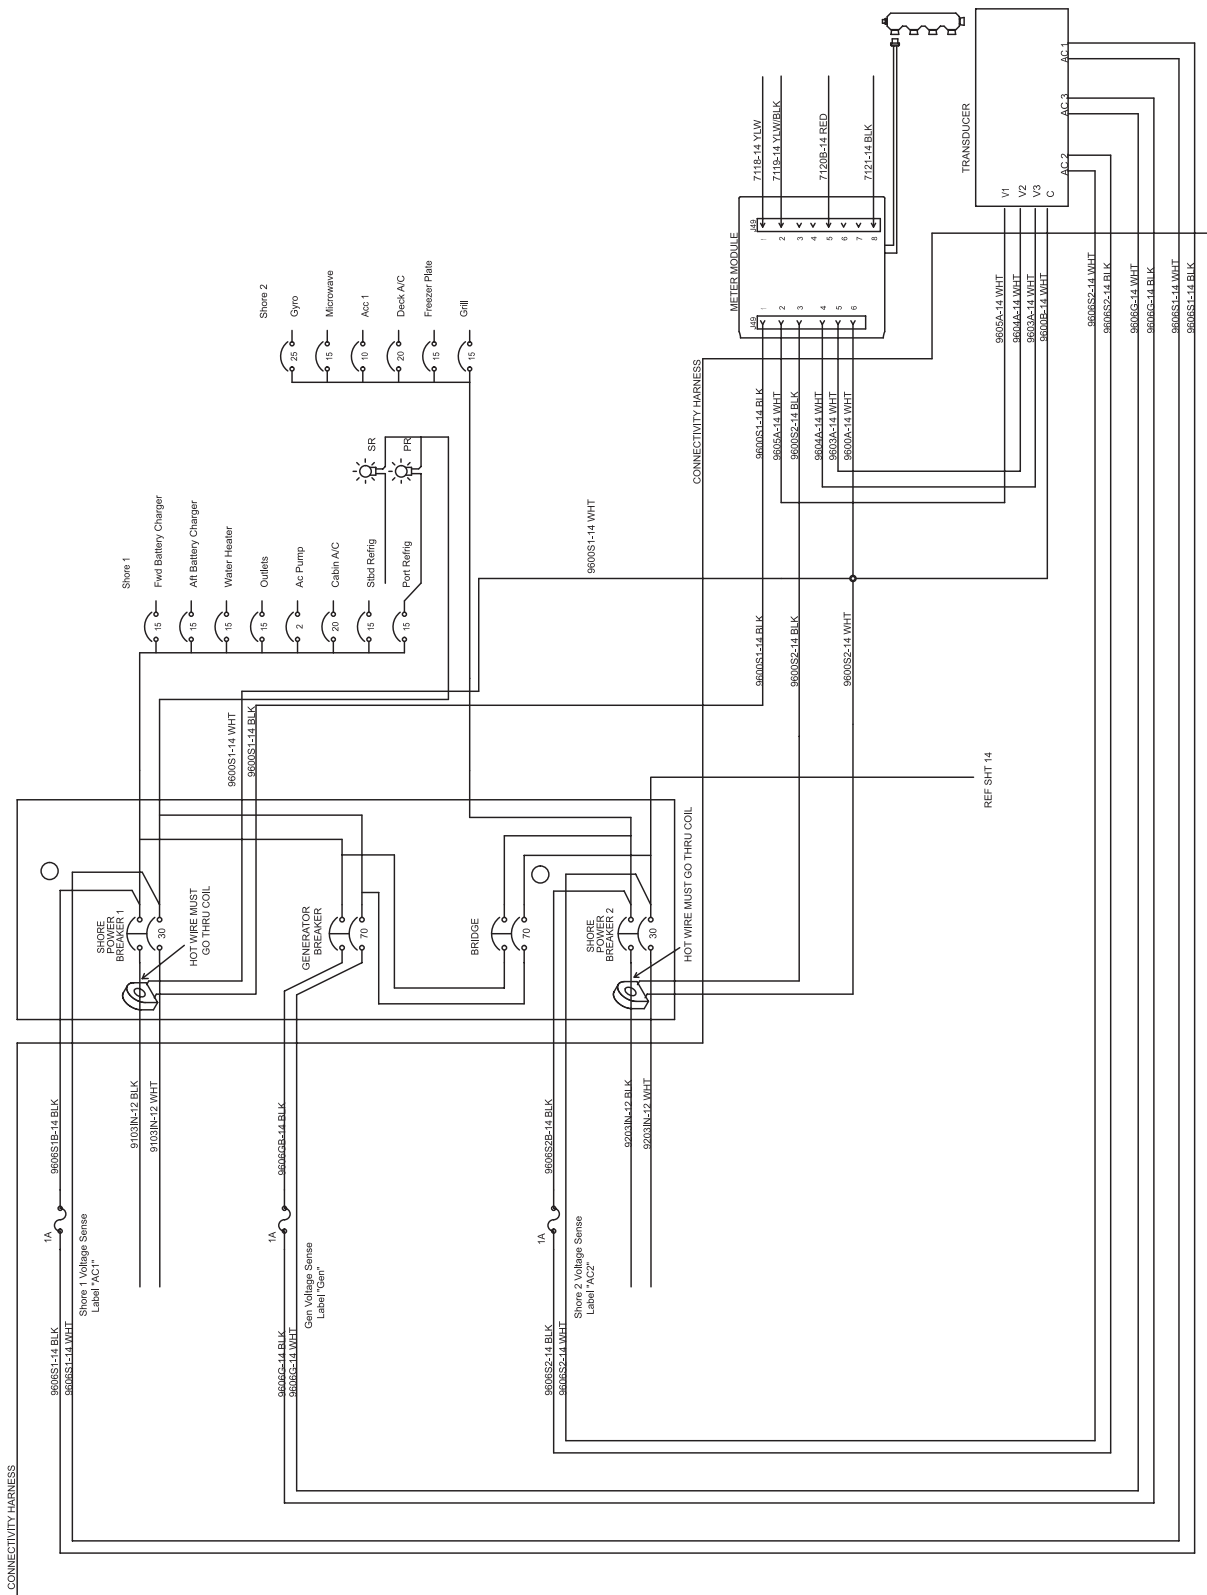 TRANSDUCER
AC 1
AC 3
AC 2
V1
V2
V3
C
7118-14 YLW
7119-14 YLW/BLK
7120B-14 RED
7121-14 BLK
METER MODULE
J49
1
2
3
4
5
6
7
8
J49
1
2
3
4
5
6
9605A-14 WHT
9604A-14 WHT
9603A-14 WHT
9600B-14 WHT
9606S2-14 WHT
9606S2-14 BLK
9606G-14 WHT
9606G-14 BLK
9606S1-14 WHT
9606S1-14 BLK
CONNECTIVITY HARNESS
9600S1-14 BLK
9605A-14 WHT
9600S2-14 BLK
9604A-14 WHT
9603A-14 WHT
9600A-14 WHT
Shore 2
25
Gyro
15
Microwave
10
Acc 1
20
Deck A/C
15
Freezer Plate
15
Grill
SR
PR
Shore 1
15
Fwd Battery Charger
15
Aft Battery Charger
15
Water Heater
15
Outlets
2
Ac Pump
20
Cabin A/C
15
Stbd Refrig
15
Port Refrig
9600S1-14 WHT
9600S1-14 BLK
9600S2-14 BLK
9600S2-14 WHT
9600S1-14 WHT
9600S1-14 BLK
REF SHT 14
SHORE
POWER
BREAKER 1
30
HOT WIRE MUST
GO THRU COIL
GENERATOR
BREAKER
70
BRIDGE
70
SHORE
POWER
BREAKER 2
30
HOT WIRE MUST GO THRU COIL
9606S1B-14 BLK
9103IN-12 BLK
9103IN-12 WHT
9606GB-14 BLK
9606S2B-14 BLK
9203IN-12 BLK
9203IN-12 WHT
1A
Shore 1 Voltage Sense
Label "AC1"
1A
Gen Voltage Sense
Label "Gen"
1A
Shore 2 Voltage Sense
Label "AC2"
9606S1-14 BLK
9606S1-14 WHT
9606G-14 BLK
9606G-14 WHT
9606S2-14 BLK
9606S2-14 WHT
CONNECTIVITY HARNESS